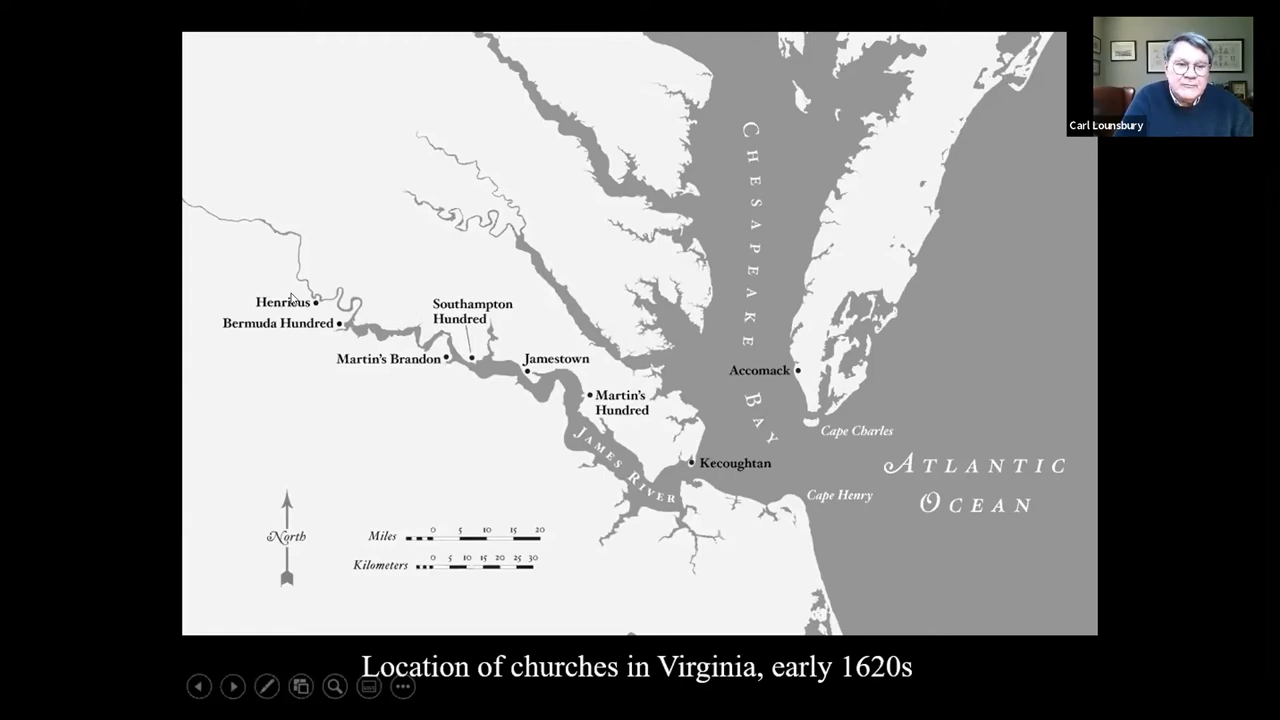 Carl Lounsbury
CHESAPEAKE BAY
Henricus
Bermuda Hundred
Southampton
Hundred
Martin's Brandon
Jamestown
Martin's
Hundred
Accomack
Cape Charles
JAMES RIVER
Kecoughtan
ATLANTIC
OCEAN
Cape Henry
North
Miles 0 5 10 15 20
Kilometers 0 5 10 15 20 25 30
Location of churches in Virginia, early 1620s